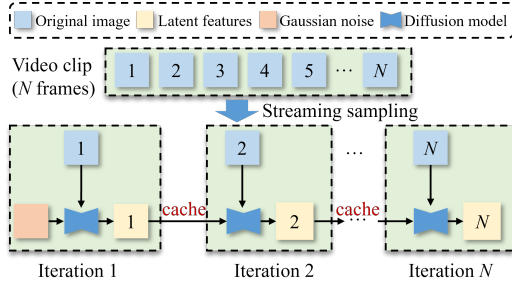 Original image Latent features Gaussian noise Diffusion model
Video clip
(N frames)
1 2 3 4 5 ... N
Streaming sampling
1 2 ... N
cache cache
1 2 ... N
Iteration 1 Iteration 2 Iteration N